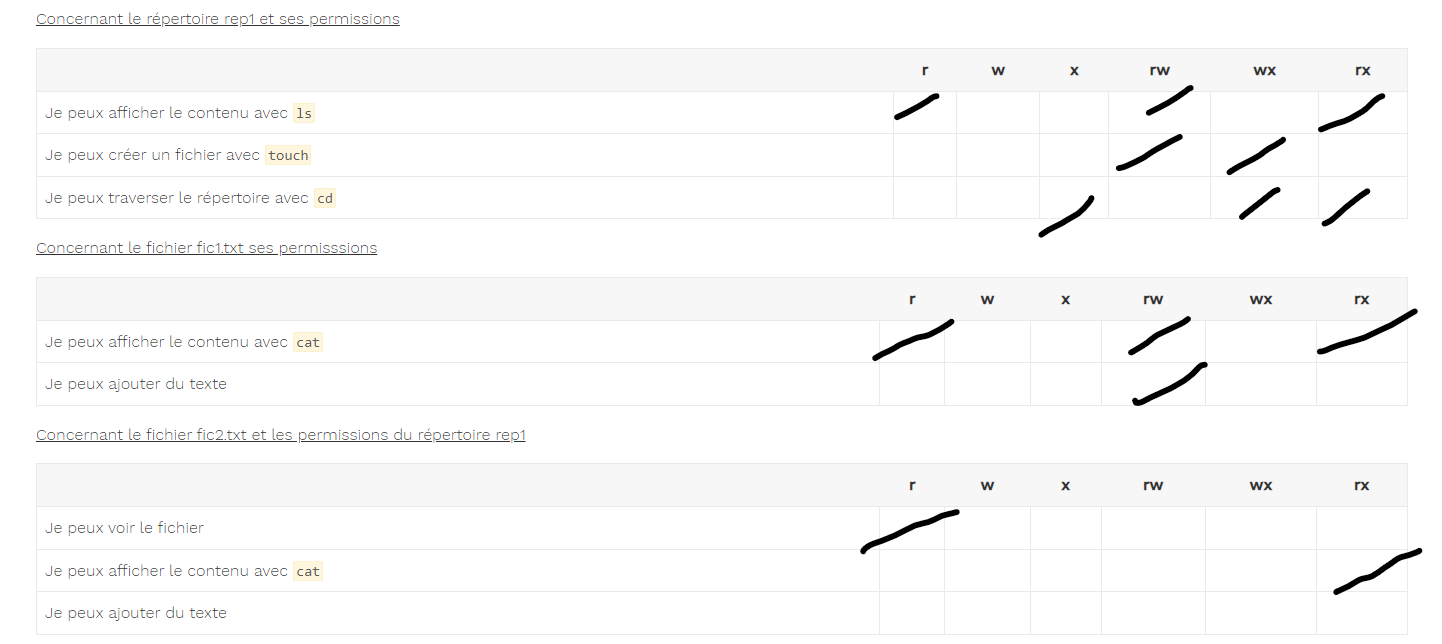 Concernant le répertoire rep1 et ses permissions
r w x rw wx rx
Je peux afficher le contenu avec ls
Je peux créer un fichier avec touch
Je peux traverser le répertoire avec cd
Concernant le fichier fic1.txt ses permisssions
r w x rw wx rx
Je peux afficher le contenu avec cat
Je peux ajouter du texte
Concernant le fichier fic2.txt et les permissions du répertoire rep1
r w x rw wx rx
Je peux voir le fichier
Je peux afficher le contenu avec cat
Je peux ajouter du texte